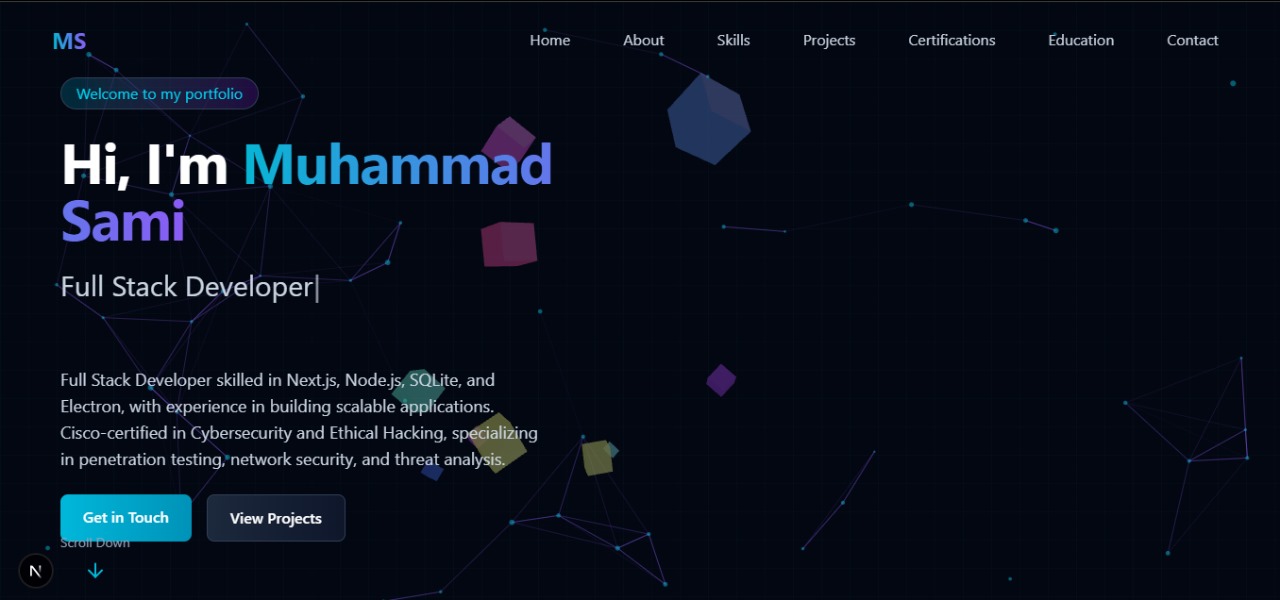 MS
Home About Skills Projects Certifications Education Contact
Welcome to my portfolio
Hi, I'm Muhammad
Sami
Full Stack Developer|
Full Stack Developer skilled in Next.js, Node.js, SQLite, and
Electron, with experience in building scalable applications.
Cisco-certified in Cybersecurity and Ethical Hacking, specializing
in penetration testing, network security, and threat analysis.
Get in Touch View Projects
Scroll Down
N